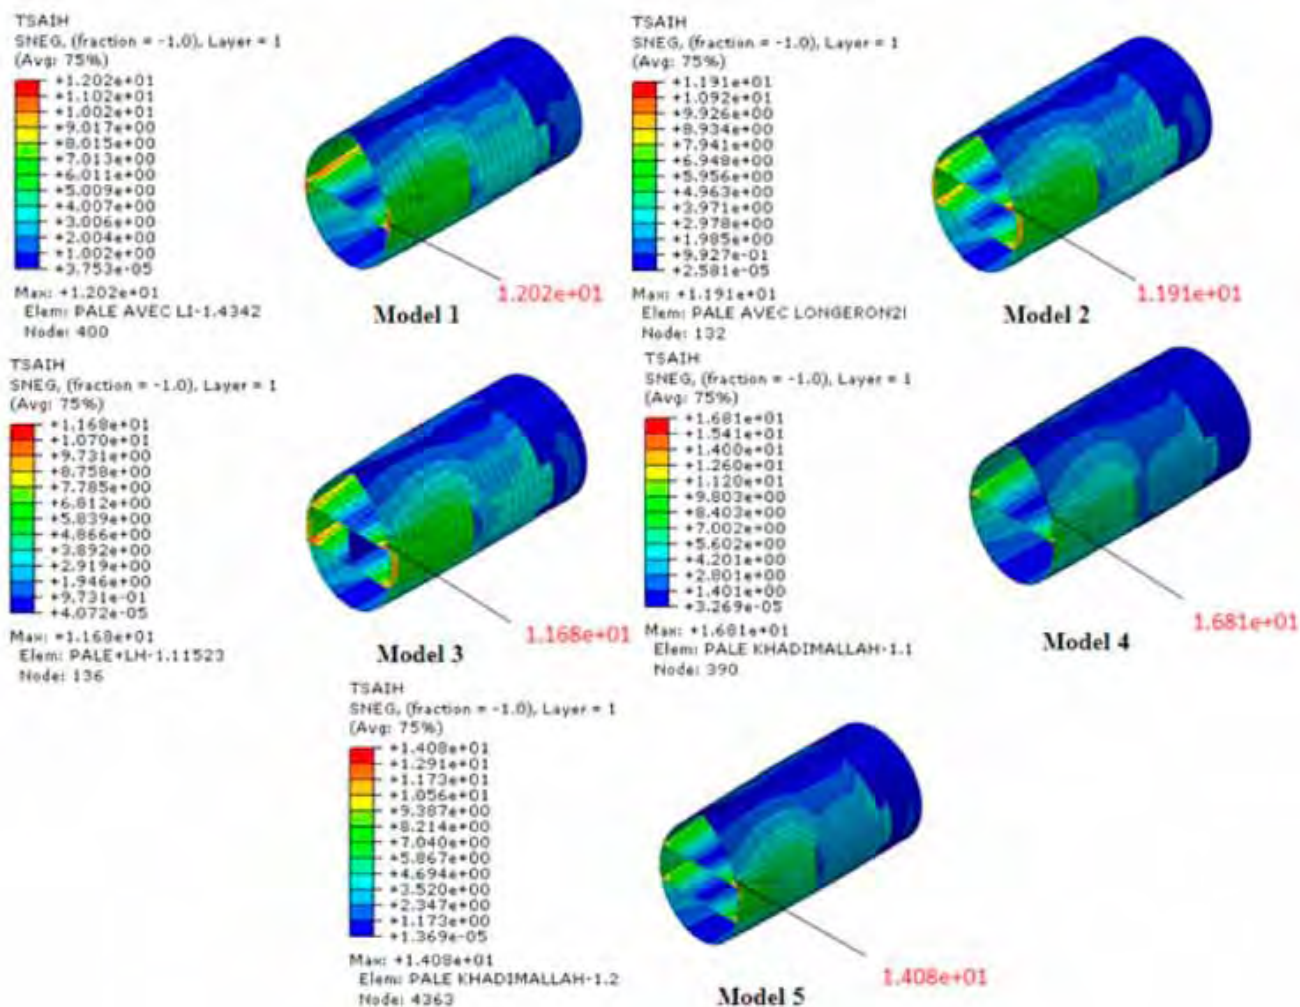 TSAIH
SNEG, (fraction = -1.0), Layer = 1
(Avg: 75%)
+1.202e+01
+1.102e+01
+1.002e+01
+9.017e+00
+8.015e+00
+7.013e+00
+6.011e+00
+5.009e+00
+4.007e+00
+3.006e+00
+2.004e+00
+1.002e+00
+3.753e-05
Max: +1.202e+01
Elem: PALE AVEC LI-1.4342
Node: 400
1.202e+01
Model 1
TSAIH
SNEG, (fraction = -1.0), Layer = 1
(Avg: 75%)
+1.191e+01
+1.092e+01
+9.926e+00
+8.934e+00
+7.941e+00
+6.948e+00
+5.956e+00
+4.963e+00
+3.971e+00
+2.978e+00
+1.985e+00
+9.927e-01
+2.581e-05
Max: +1.191e+01
Elem: PALE AVEC LONGERON2I
Node: 132
1.191e+01
Model 2
TSAIH
SNEG, (fraction = -1.0), Layer = 1
(Avg: 75%)
+1.168e+01
+1.070e+01
+9.731e+00
+8.758e+00
+7.785e+00
+6.812e+00
+5.839e+00
+4.866e+00
+3.892e+00
+2.919e+00
+1.946e+00
+9.731e-01
+4.072e-05
Max: +1.168e+01
Elem: PALE+LH-1.11523
Node: 136
1.168e+01
Model 3
TSAIH
SNEG, (fraction = -1.0), Layer = 1
(Avg: 75%)
+1.681e+01
+1.541e+01
+1.400e+01
+1.260e+01
+1.120e+01
+9.803e+00
+8.403e+00
+7.002e+00
+5.602e+00
+4.201e+00
+2.801e+00
+1.401e+00
+3.269e-05
Max: +1.681e+01
Elem: PALE KHADIMALLAH-1.1
Node: 390
1.681e+01
Model 4
TSAIH
SNEG, (fraction = -1.0), Layer = 1
(Avg: 75%)
+1.408e+01
+1.291e+01
+1.173e+01
+1.056e+01
+9.387e+00
+8.214e+00
+7.040e+00
+5.867e+00
+4.694e+00
+3.520e+00
+2.347e+00
+1.173e+00
+1.369e-05
Max: +1.408e+01
Elem: PALE KHADIMALLAH-1.2
Node: 4363
1.408e+01
Model 5